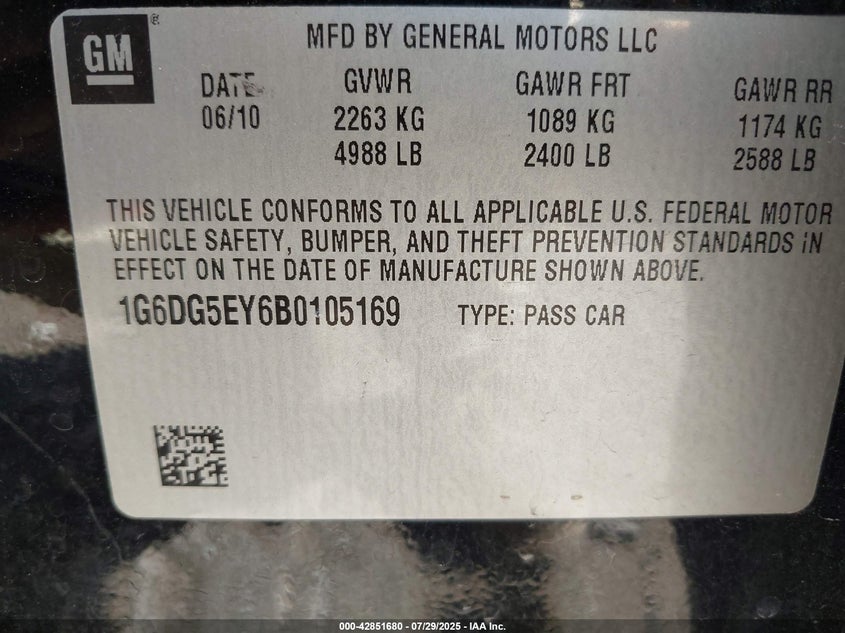 GM
MFD BY GENERAL MOTORS LLC
DATE GVWR GAWR FRT GAWR RR
06/10 2263 KG 1089 KG 1174 KG
4988 LB 2400 LB 2588 LB
THIS VEHICLE CONFORMS TO ALL APPLICABLE U.S. FEDERAL MOTOR
VEHICLE SAFETY, BUMPER, AND THEFT PREVENTION STANDARDS IN
EFFECT ON THE DATE OF MANUFACTURE SHOWN ABOVE.
1G6DG5EY6B0105169 TYPE: PASS CAR
000-42851680 - 07/29/2025 - IAA Inc.